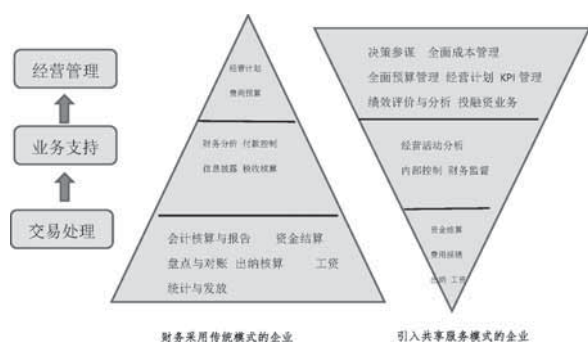 经营管理
业务支持
交易处理
经营计划
费用预算
财务分析 付款控制
信息披露 税收核算
会计核算与报告 资金结算
盘点与对账 出纳核算 工资
统计与发放
财务采用传统模式的企业
决策参谋 全面成本管理
全面预算管理 经营计划 KPI 管理
绩效评价与分析 投融资业务
经营活动分析
内部控制 财务监督
资金结算
费用报销
出纳 工资
引入共享服务模式的企业